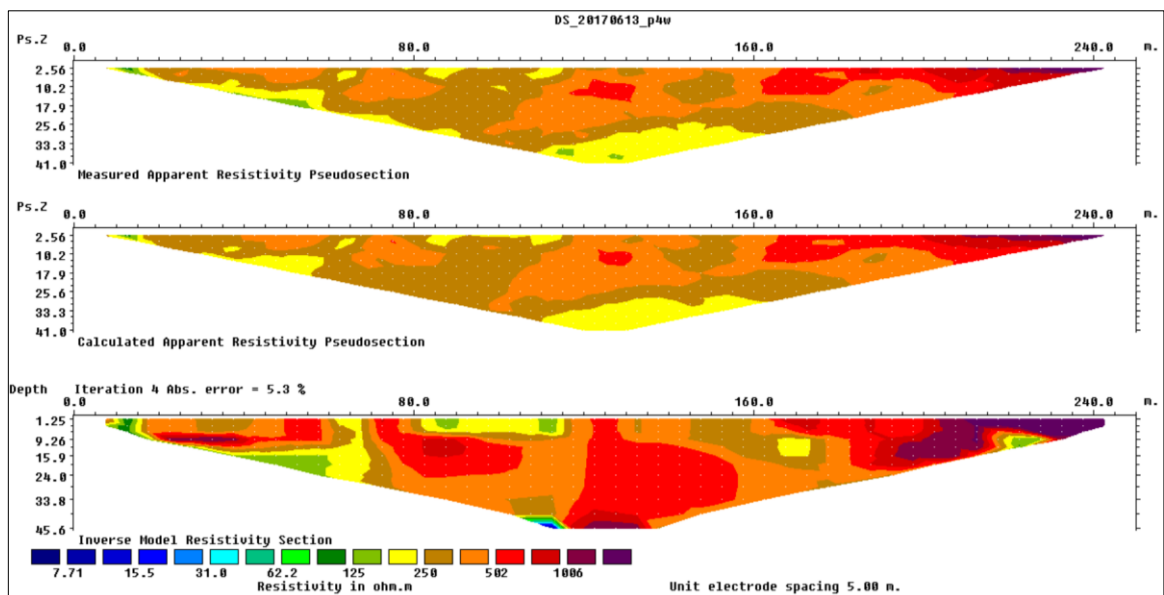 DS_20170613_p4w
Ps.Z 0.0 80.0 160.0 240.0 m.
2.56
10.2
17.9
25.6
33.3
41.0
Measured Apparent Resistivity Pseudosection
Ps.Z 0.0 80.0 160.0 240.0 m.
2.56
10.2
17.9
25.6
33.3
41.0
Calculated Apparent Resistivity Pseudosection
Depth Iteration 4 Abs. error = 5.3 %
0.0 80.0 160.0 240.0 m.
1.25
9.26
15.9
24.0
33.8
45.6
Inverse Model Resistivity Section
7.71 15.5 31.0 62.2 125 250 502 1006
Resistivity in ohm.m Unit electrode spacing 5.00 m.